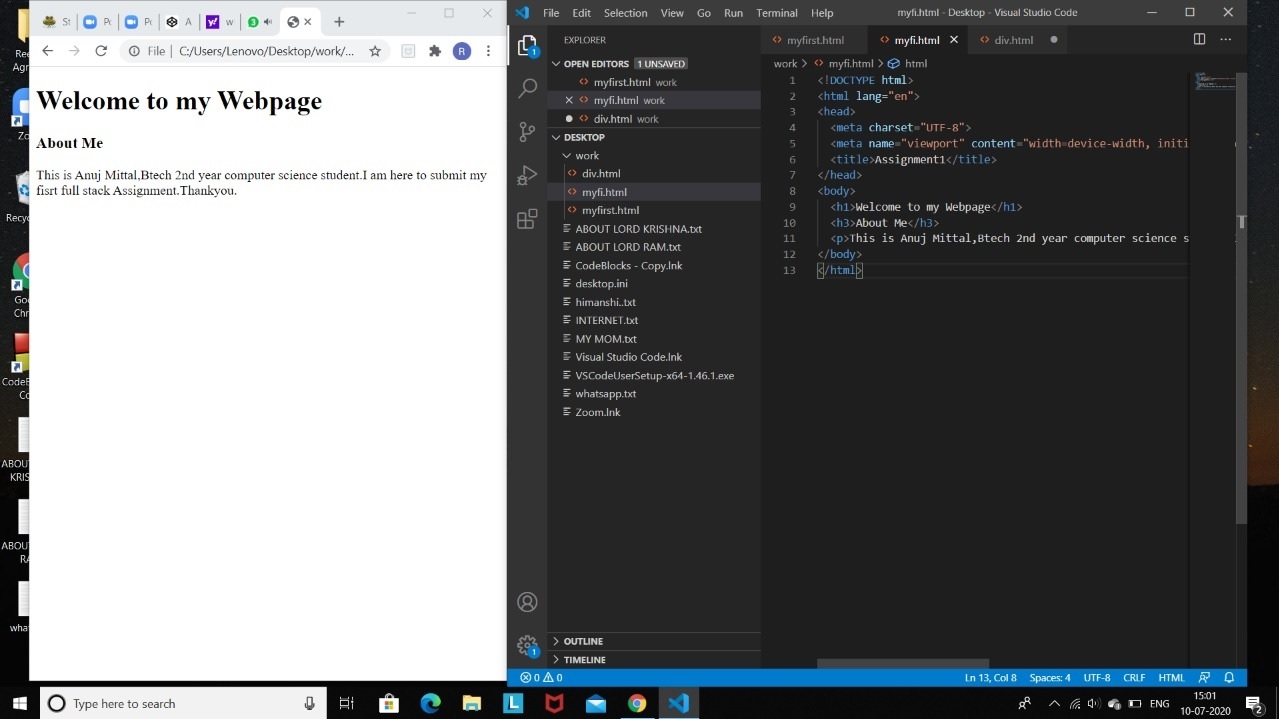 St
Po
Po
A
w
3
File | C:/Users/Lenovo/Desktop/work/...
R
Welcome to my Webpage
About Me
This is Anuj Mittal,Btech 2nd year computer science student.I am here to submit my
fisrt full stack Assignment.Thankyou.
File Edit Selection View Go Run Terminal Help
myfi.html - Desktop - Visual Studio Code
1
EXPLORER
OPEN EDITORS 1 UNSAVED
myfirst.html work
myfi.html work
div.html work
DESKTOP
work
div.html
myfi.html
myfirst.html
ABOUT LORD KRISHNA.txt
ABOUT LORD RAM.txt
CodeBlocks - Copy.lnk
desktop.ini
himanshi..txt
INTERNET.txt
MY MOM.txt
Visual Studio Code.lnk
VSCodeUserSetup-x64-1.46.1.exe
whatsapp.txt
Zoom.lnk
OUTLINE
TIMELINE
1
myfirst.html
myfi.html
div.html
work > myfi.html > html
1 <!DOCTYPE html>
2 <html lang="en">
3 <head>
4 <meta charset="UTF-8">
5 <meta name="viewport" content="width=device-width, initi
6 <title>Assignment1</title>
7 </head>
8 <body>
9 <h1>Welcome to my Webpage</h1>
10 <h3>About Me</h3>
11 <p>This is Anuj Mittal,Btech 2nd year computer science s
12 </body>
13 </html>
0 0
Ln 13, Col 8 Spaces: 4 UTF-8 CRLF HTML
Rec
Agr
Zo
Recyc
Goo
Chr
CodeB
Co
ABOU
KRIS
ABOU
RA
what
Type here to search
L
ENG
15:01
10-07-2020
2